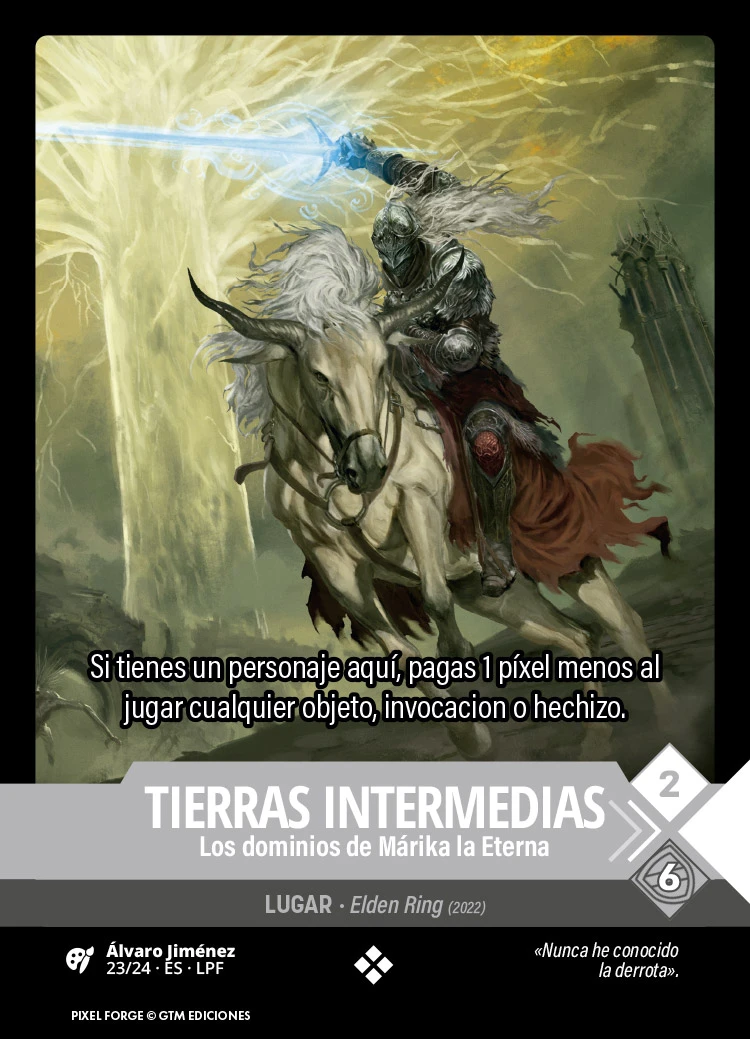 Si tienes un personaje aquí, pagas 1 píxel menos al
jugar cualquier objeto, invocacion o hechizo.
TIERRAS INTERMEDIAS
2
Los dominios de Márika la Eterna
6
LUGAR · Elden Ring (2022)
Álvaro Jiménez
23/24 · ES · LPF
«Nunca he conocido
la derrota».
PIXEL FORGE © GTM EDICIONES